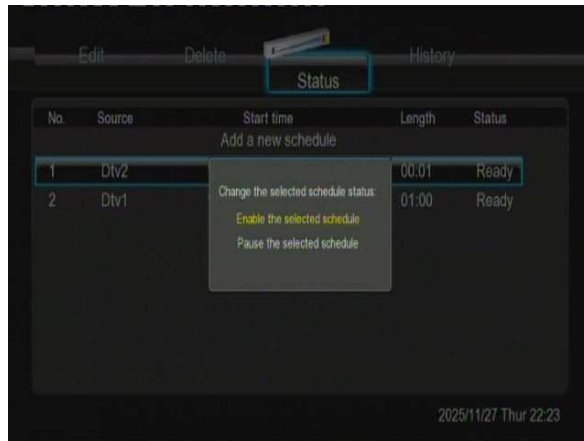 Edit Delete History
Status
No. Source Start time Length Status
Add a new schedule
1 Dtv2 00:01 Ready
2 Dtv1 01:00 Ready
Change the selected schedule status:
Enable the selected schedule
Pause the selected schedule
2025/11/27 Thur 22:23